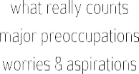 what really counts
major preoccupations
worries & aspirations